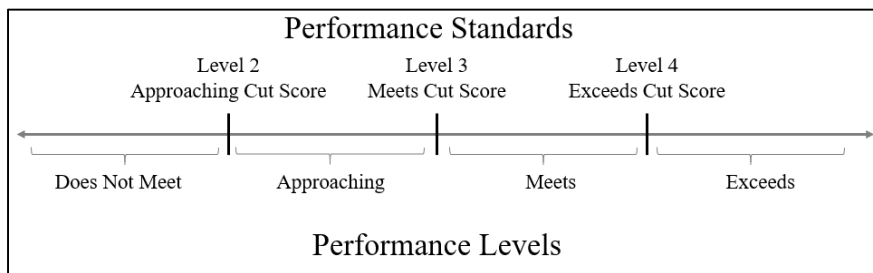 Performance Standards
Level 2 Level 3 Level 4
Approaching Cut Score Meets Cut Score Exceeds Cut Score
Does Not Meet Approaching Meets Exceeds
Performance Levels